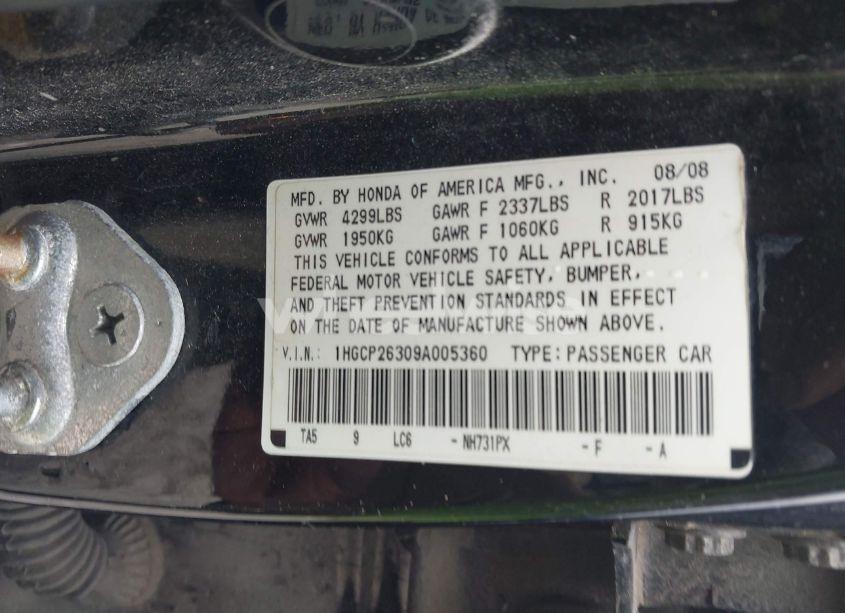 MFD. BY HONDA OF AMERICA MFG., INC. 08/08
GVWR 4299LBS GAWR F 2337LBS R 2017LBS
GVWR 1950KG GAWR F 1060KG R 915KG
THIS VEHICLE CONFORMS TO ALL APPLICABLE
FEDERAL MOTOR VEHICLE SAFETY, BUMPER,
AND THEFT PREVENTION STANDARDS IN EFFECT
ON THE DATE OF MANUFACTURE SHOWN ABOVE.
V.I.N.: 1HGCP26309A005360 TYPE: PASSENGER CAR
TA5 9 LC6 -NH731PX -F -A